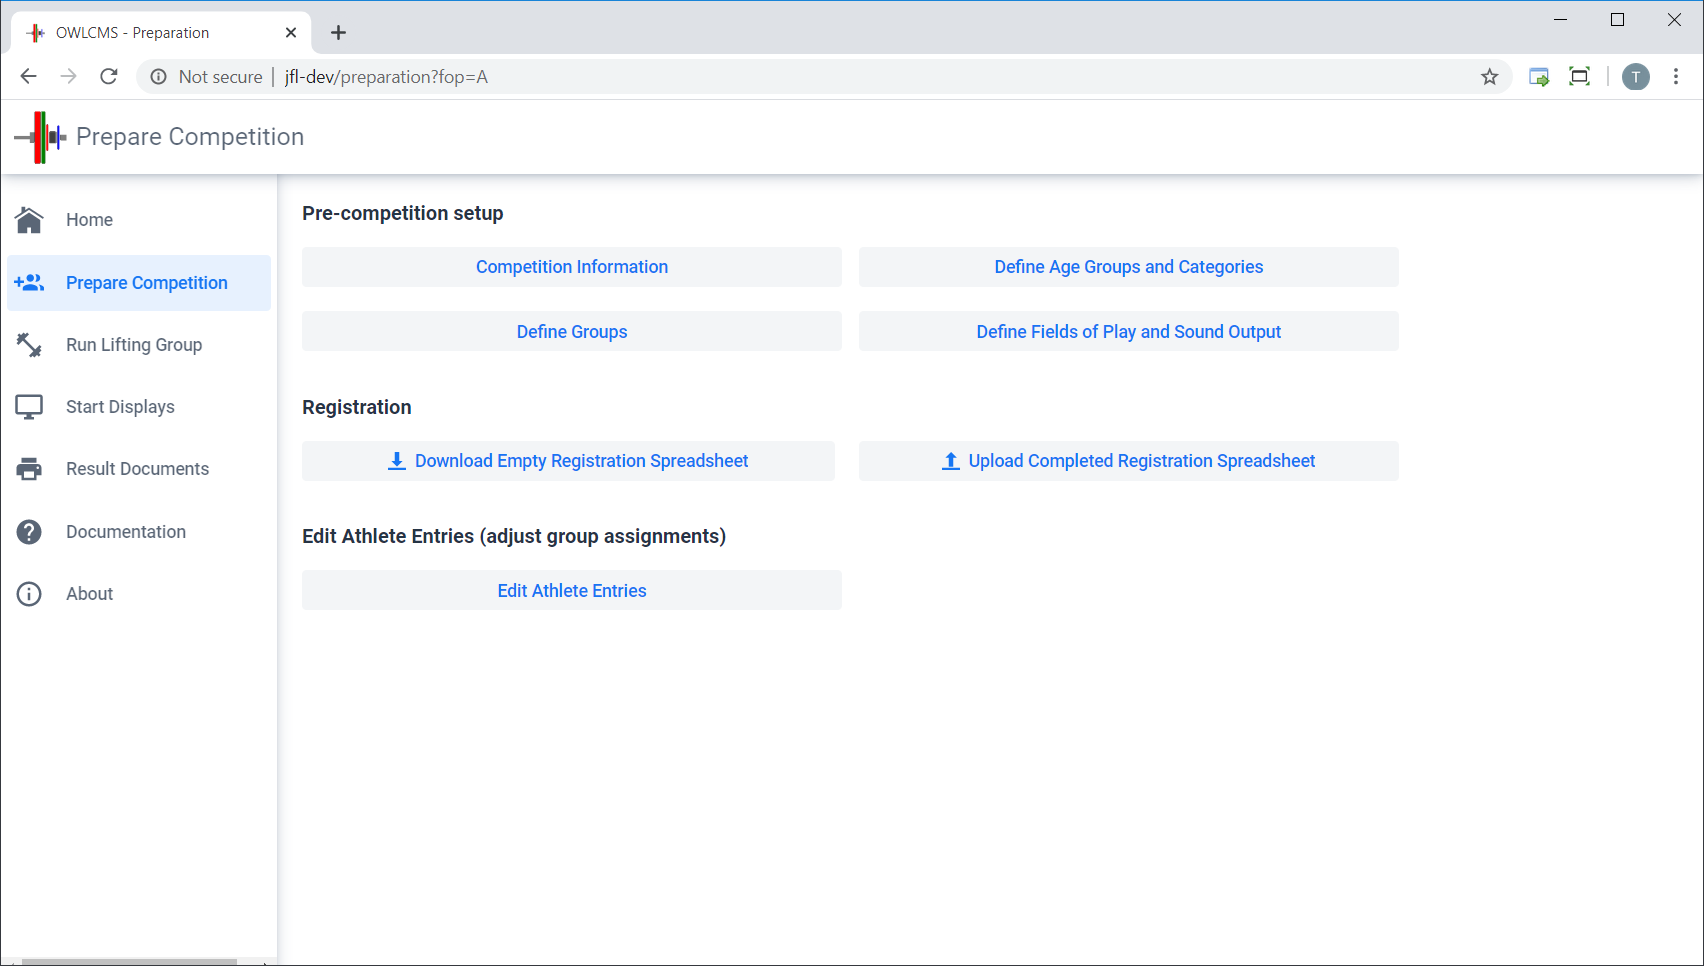 OWLCMS - Preparation
Not secure
jfl-dev/preparation?fop=A
T
Prepare Competition
Home
Prepare Competition
Run Lifting Group
Start Displays
Result Documents
Documentation
About
Pre-competition setup
Competition Information
Define Age Groups and Categories
Define Groups
Define Fields of Play and Sound Output
Registration
Download Empty Registration Spreadsheet
Upload Completed Registration Spreadsheet
Edit Athlete Entries (adjust group assignments)
Edit Athlete Entries